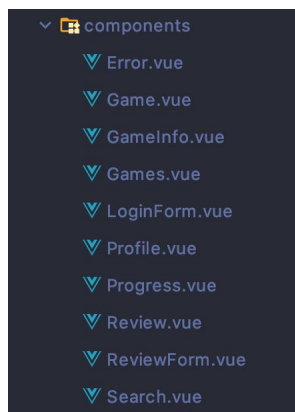 components
Error.vue
Game.vue
GameInfo.vue
Games.vue
LoginForm.vue
Profile.vue
Progress.vue
Review.vue
ReviewForm.vue
Search.vue